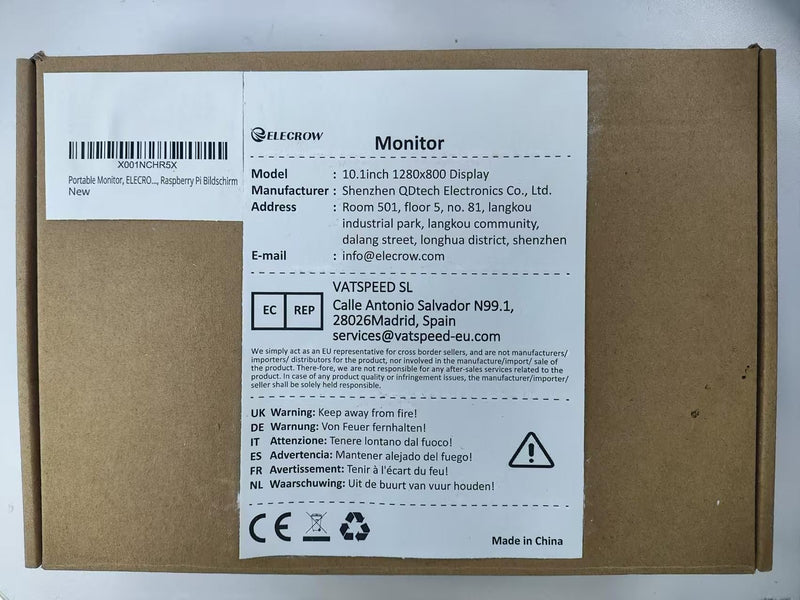 X001NCHR5X
Portable Monitor, ELECRO..., Raspberry Pi Bildschirm
New
ELECROW
Monitor
Model : 10.1inch 1280x800 Display
Manufacturer : Shenzhen QDtech Electronics Co., Ltd.
Address : Room 501, floor 5, no. 81, langkou
industrial park, langkou community,
dalang street, longhua district, shenzhen
E-mail : info@elecrow.com
EC REP
VATSPEED SL
Calle Antonio Salvador N99.1,
28026Madrid, Spain
services@vatspeed-eu.com
We simply act as an EU representative for cross border sellers, and are not manufacturers/
importers/ distributors for the product, nor involved in the manufacture/import/ sale of
the product. There-fore, we are not responsible for any after-sales services related to the
product. In case of any product quality or infringement issues, the manufacturer/importer/
seller shall be solely held responsible.
UK Warning: Keep away from fire!
DE Warnung: Von Feuer fernhalten!
IT Attenzione: Tenere lontano dal fuoco!
ES Advertencia: Mantener alejado del fuego!
FR Avertissement: Tenir à l'écart du feu!
NL Waarschuwing: Uit de buurt van vuur houden!
CE
Made in China